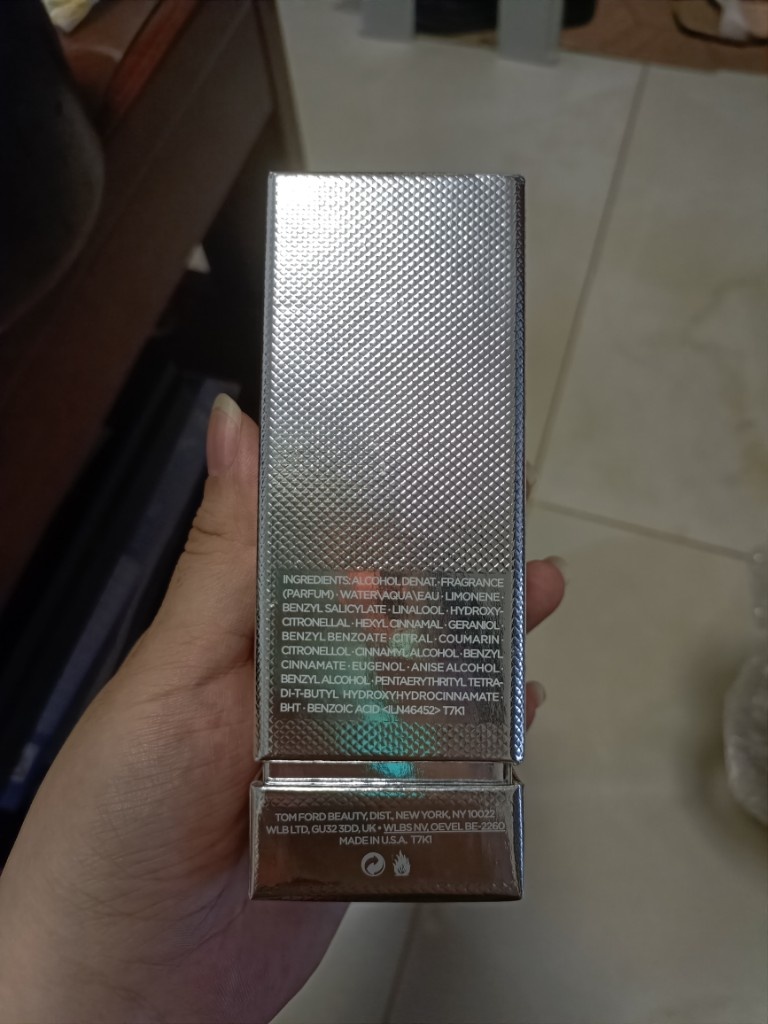 INGREDIENTS: ALCOHOL DENAT. · FRAGRANCE
(PARFUM) · WATER\AQUA\EAU · LIMONENE ·
BENZYL SALICYLATE · LINALOOL · HYDROXY-
CITRONELLAL · HEXYL CINNAMAL · GERANIOL ·
BENZYL BENZOATE · CITRAL · COUMARIN ·
CITRONELLOL · CINNAMYL ALCOHOL · BENZYL
CINNAMATE · EUGENOL · ANISE ALCOHOL ·
BENZYL ALCOHOL · PENTAERYTHRITYL TETRA-
DI-T-BUTYL HYDROXYHYDROCINNAMATE ·
BHT · BENZOIC ACID <ILN46452> T7K1
TOM FORD BEAUTY, DIST., NEW YORK, NY 10022
WLB LTD, GU32 3DD, UK • WLBS NV, OEVEL BE-2260
MADE IN U.S.A. T7K1